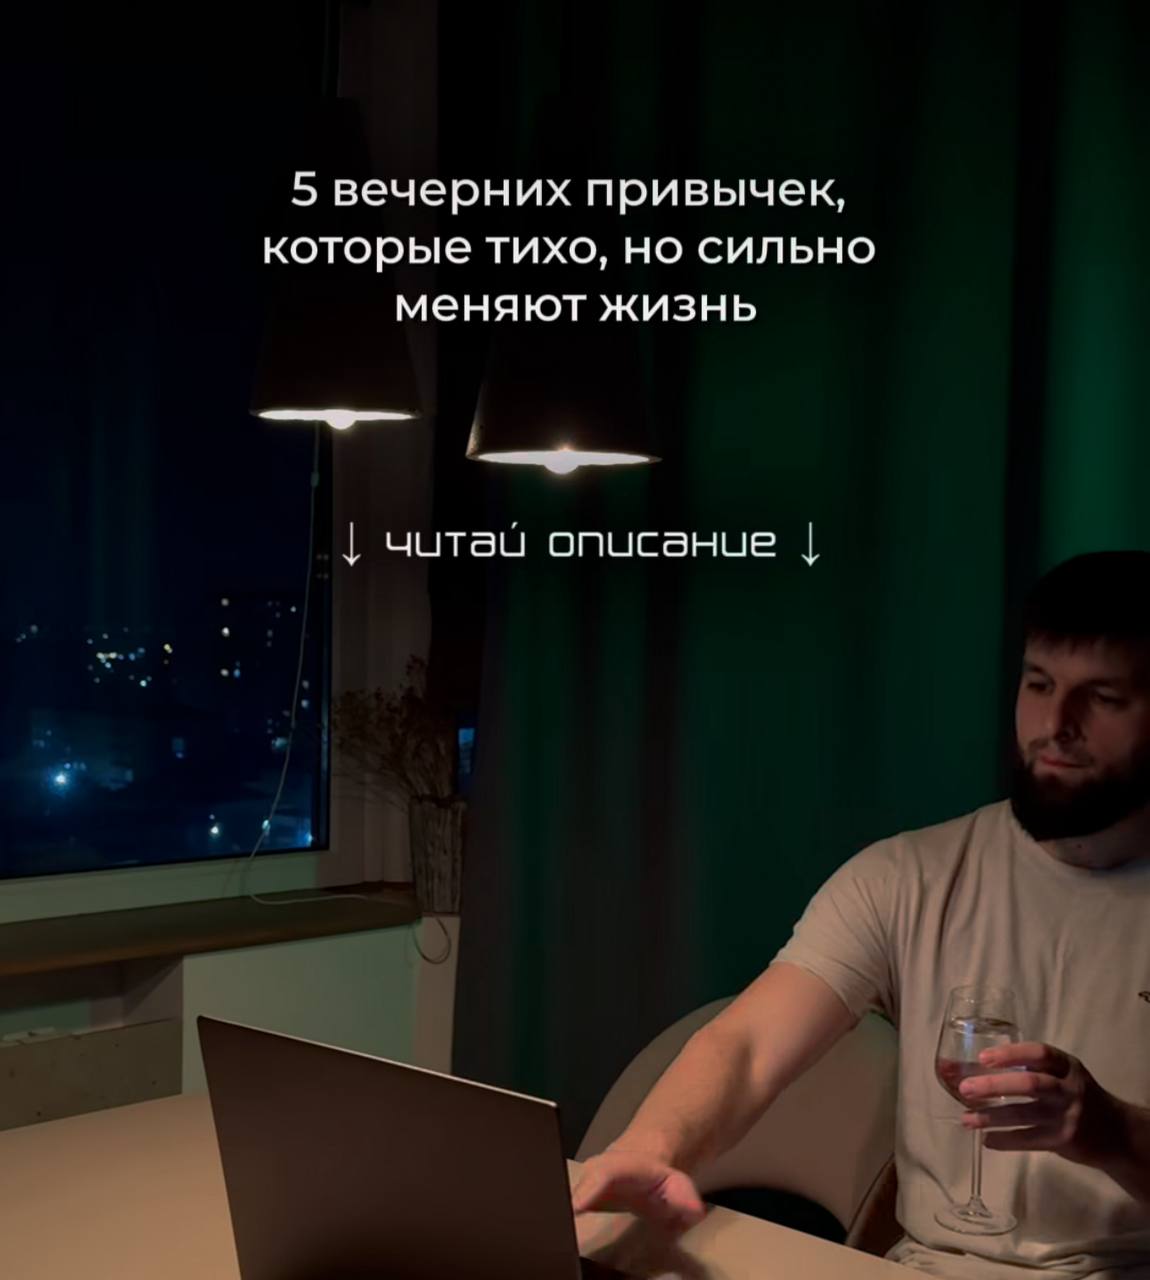 5 вечерних привычек,
которые тихо, но сильно
меняют жизнь
↓ читай описание ↓